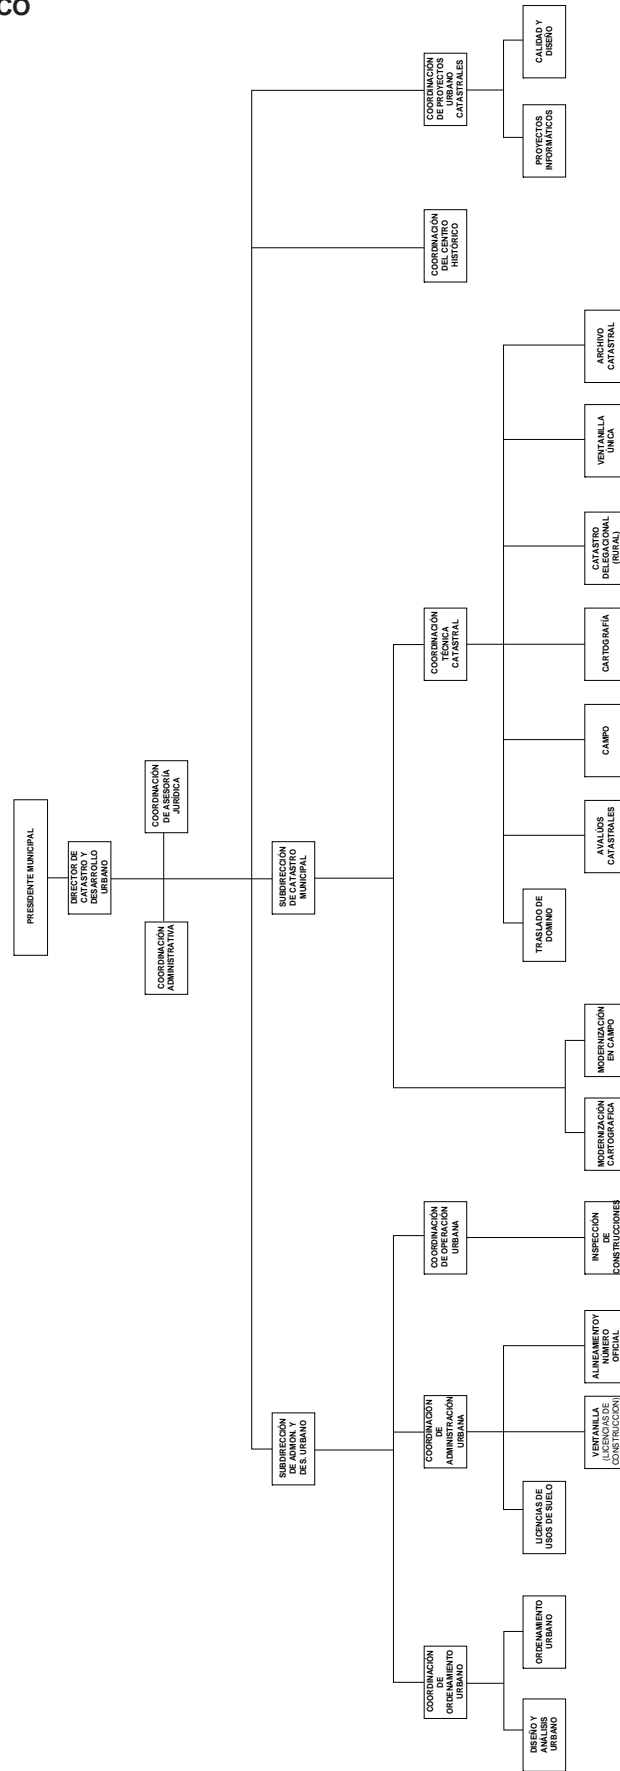 CO
PRESIDENTE MUNICIPAL
DIRECTOR DE
CATASTRO Y
DESARROLLO
URBANO
COORDINACIÓN
ADMINISTRATIVA
COORDINACIÓN
DE ASESORÍA
JURÍDICA
SUBDIRECCIÓN
DE ADMON. Y
DES. URBANO
SUBDIRECCIÓN
DE CATASTRO
MUNICIPAL
COORDINACIÓN
DE
ORDENAMIENTO
URBANO
COORDINACIÓN
DE
ADMINISTRACIÓN
URBANA
COORDINACIÓN
DE OPERACIÓN
URBANA
COORDINACIÓN
TÉCNICA
CATASTRAL
COORDINACIÓN
DEL CENTRO
HISTÓRICO
COORDINACIÓN
DE PROYECTOS
URBANO
CATASTRALES
DISEÑO Y
ANÁLISIS
URBANO
ORDENAMIENTO
URBANO
LICENCIAS DE
USOS DE SUELO
TRASLADO DE
DOMINIO
PROYECTOS
INFORMÁTICOS
CALIDAD Y
DISEÑO
VENTANILLA
(LICENCIAS DE
CONSTRUCCIÓN)
ALINEAMIENTOY
NÚMERO
OFICIAL
INSPECCIÓN
DE
CONSTRUCCIONES
MODERNIZACIÓN
CARTOGRAFICA
MODERNIZACIÓN
EN CAMPO
AVALÚOS
CATASTRALES
CAMPO
CARTOGRAFÍA
CATASTRO
DELEGACIONAL
(RURAL)
VENTANILLA
ÚNICA
ARCHIVO
CATASTRAL